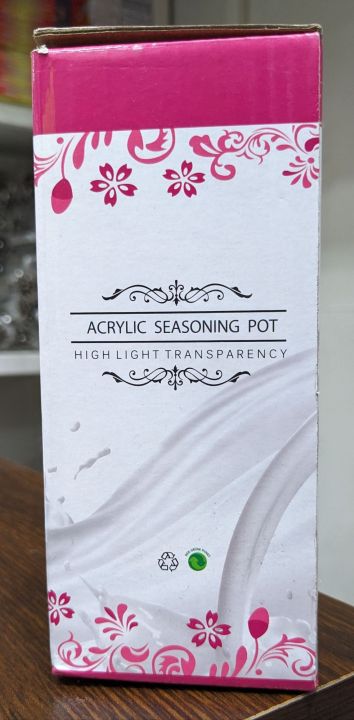 ACRYLIC SEASONING POT
HIGH LIGHT TRANSPARENCY